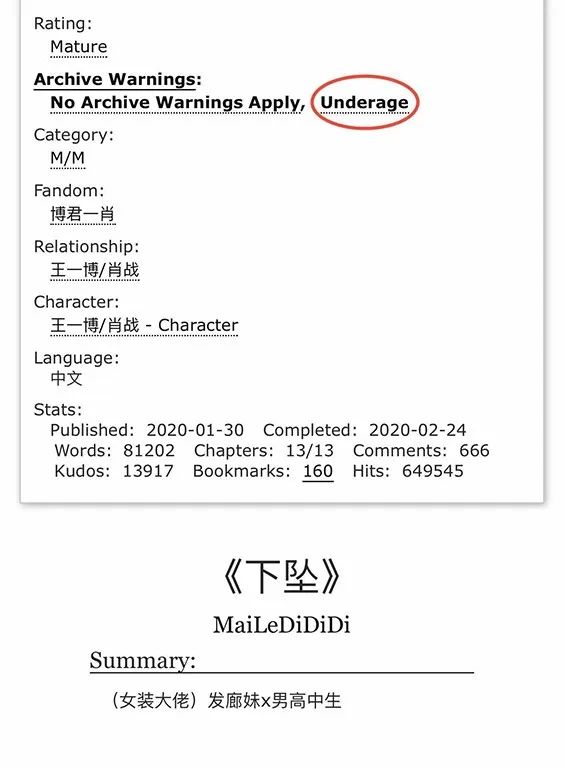 Rating:
Mature
Archive Warnings:
No Archive Warnings Apply, Underage
Category:
M/M
Fandom:
博君一肖
Relationship:
王一博/肖战
Character:
王一博/肖战 - Character
Language:
中文
Stats:
Published: 2020-01-30 Completed: 2020-02-24
Words: 81202 Chapters: 13/13 Comments: 666
Kudos: 13917 Bookmarks: 160 Hits: 649545
《下坠》
MaiLeDiDiDi
Summary:
（女装大佬）发廊妹x男高中生